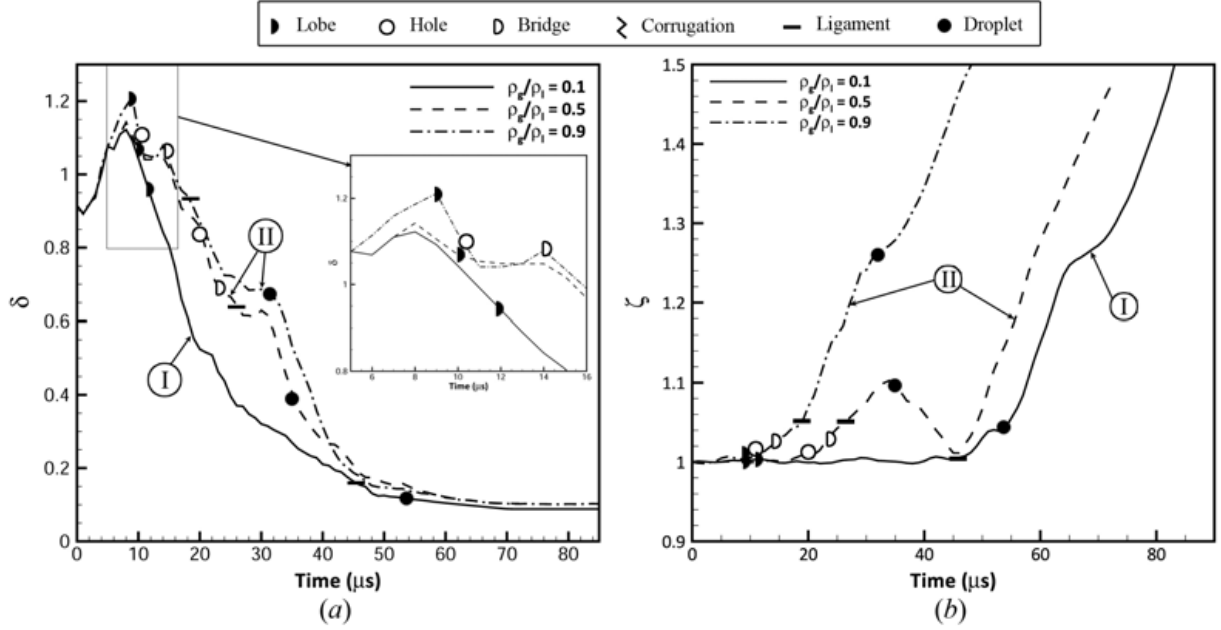 Lobe Hole Bridge Corrugation Ligament Droplet
1.2
1
0.8
0.6
0.4
0.2
0
δ
0 10 20 30 40 50 60 70 80
Time (μs)
(a)
ρg/ρl = 0.1
ρg/ρl = 0.5
ρg/ρl = 0.9
II
I
1.2
1
0.8
δ
6 8 10 12 14 16
Time (μs)
1.5
1.4
1.3
1.2
1.1
1
0.9
ζ
0 20 40 60 80
Time (μs)
(b)
ρg/ρl = 0.1
ρg/ρl = 0.5
ρg/ρl = 0.9
II
I